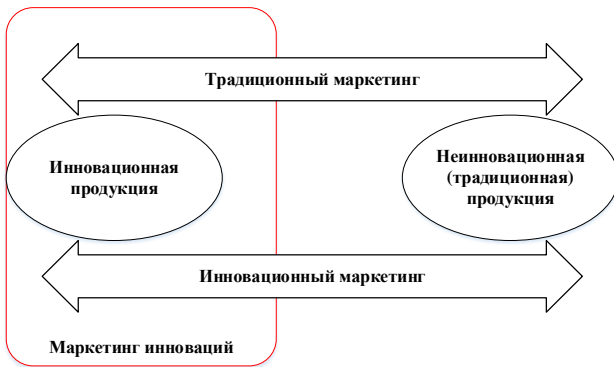 Традиционный маркетинг
Инновационная
продукция
Неинновационная
(традиционная)
продукция
Инновационный маркетинг
Маркетинг инноваций